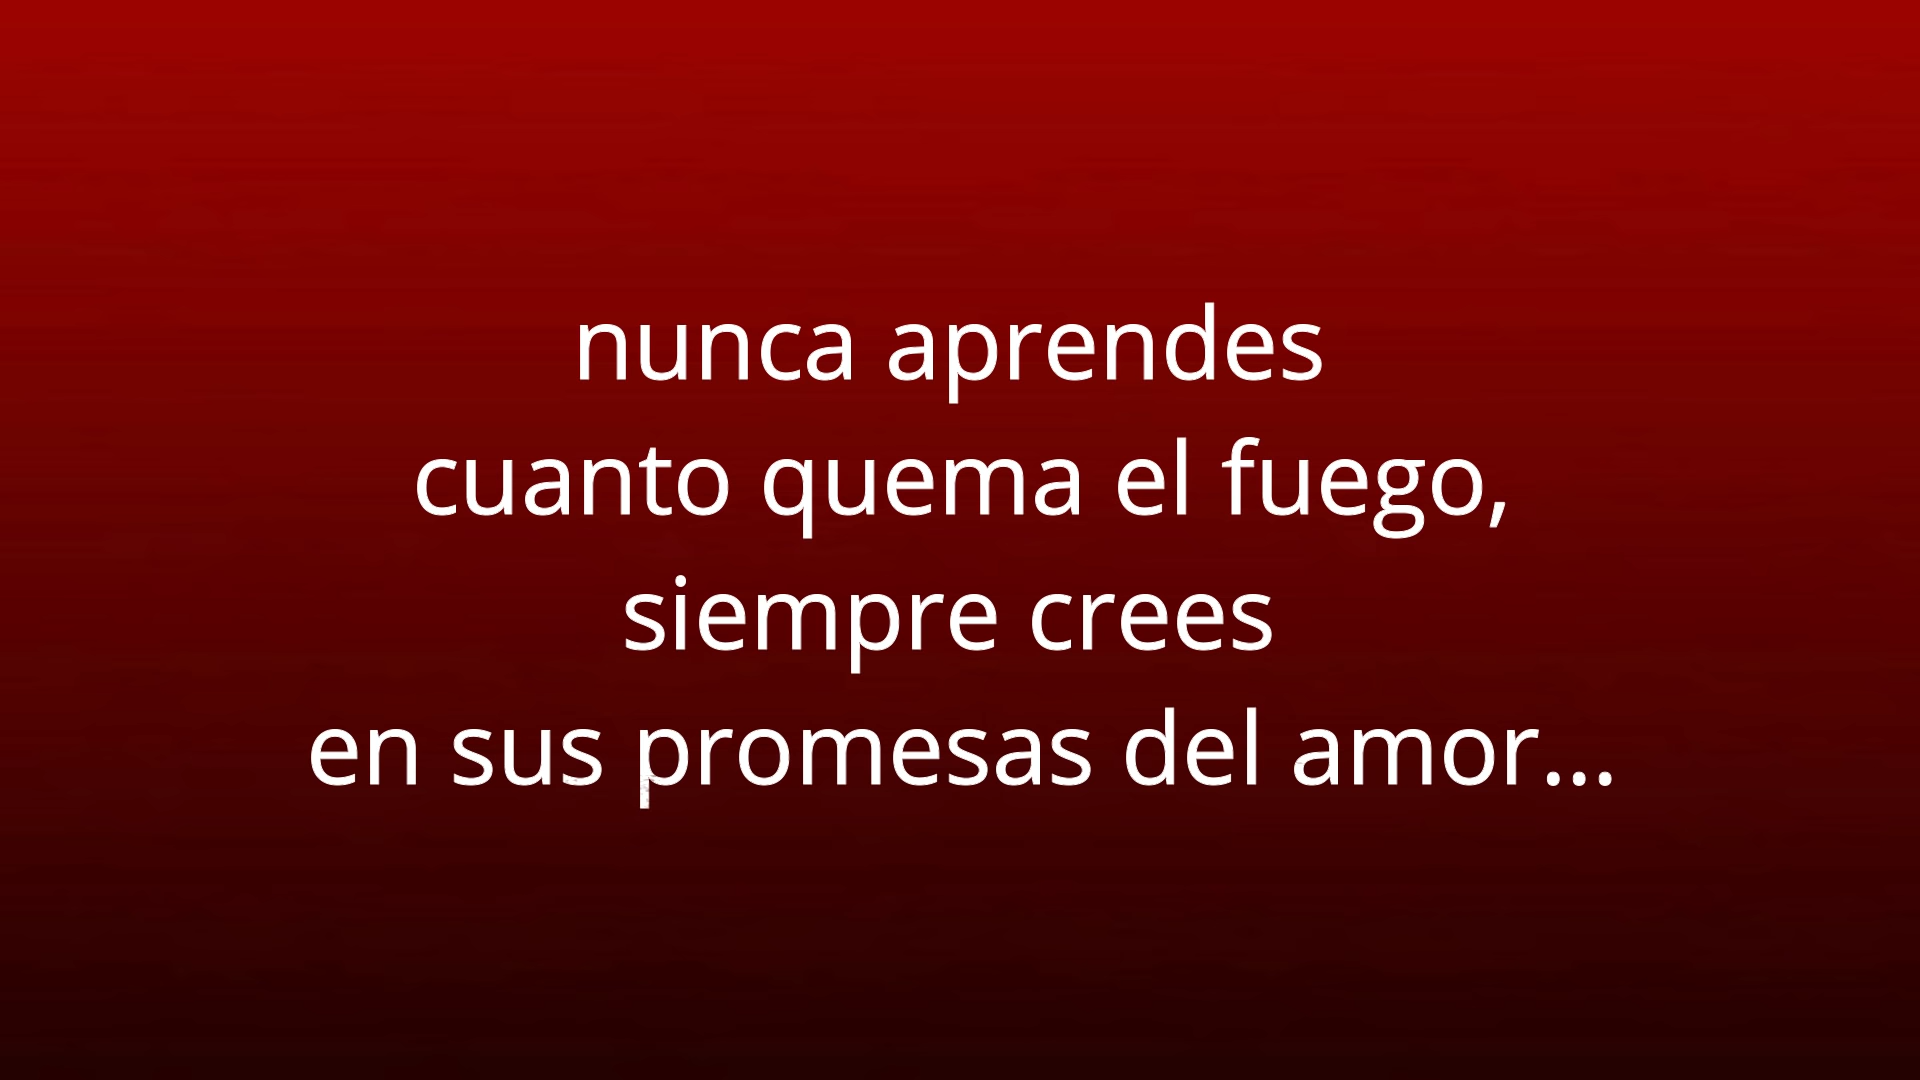 nunca aprendes
cuanto quema el fuego,
siempre crees
en sus promesas del amor...